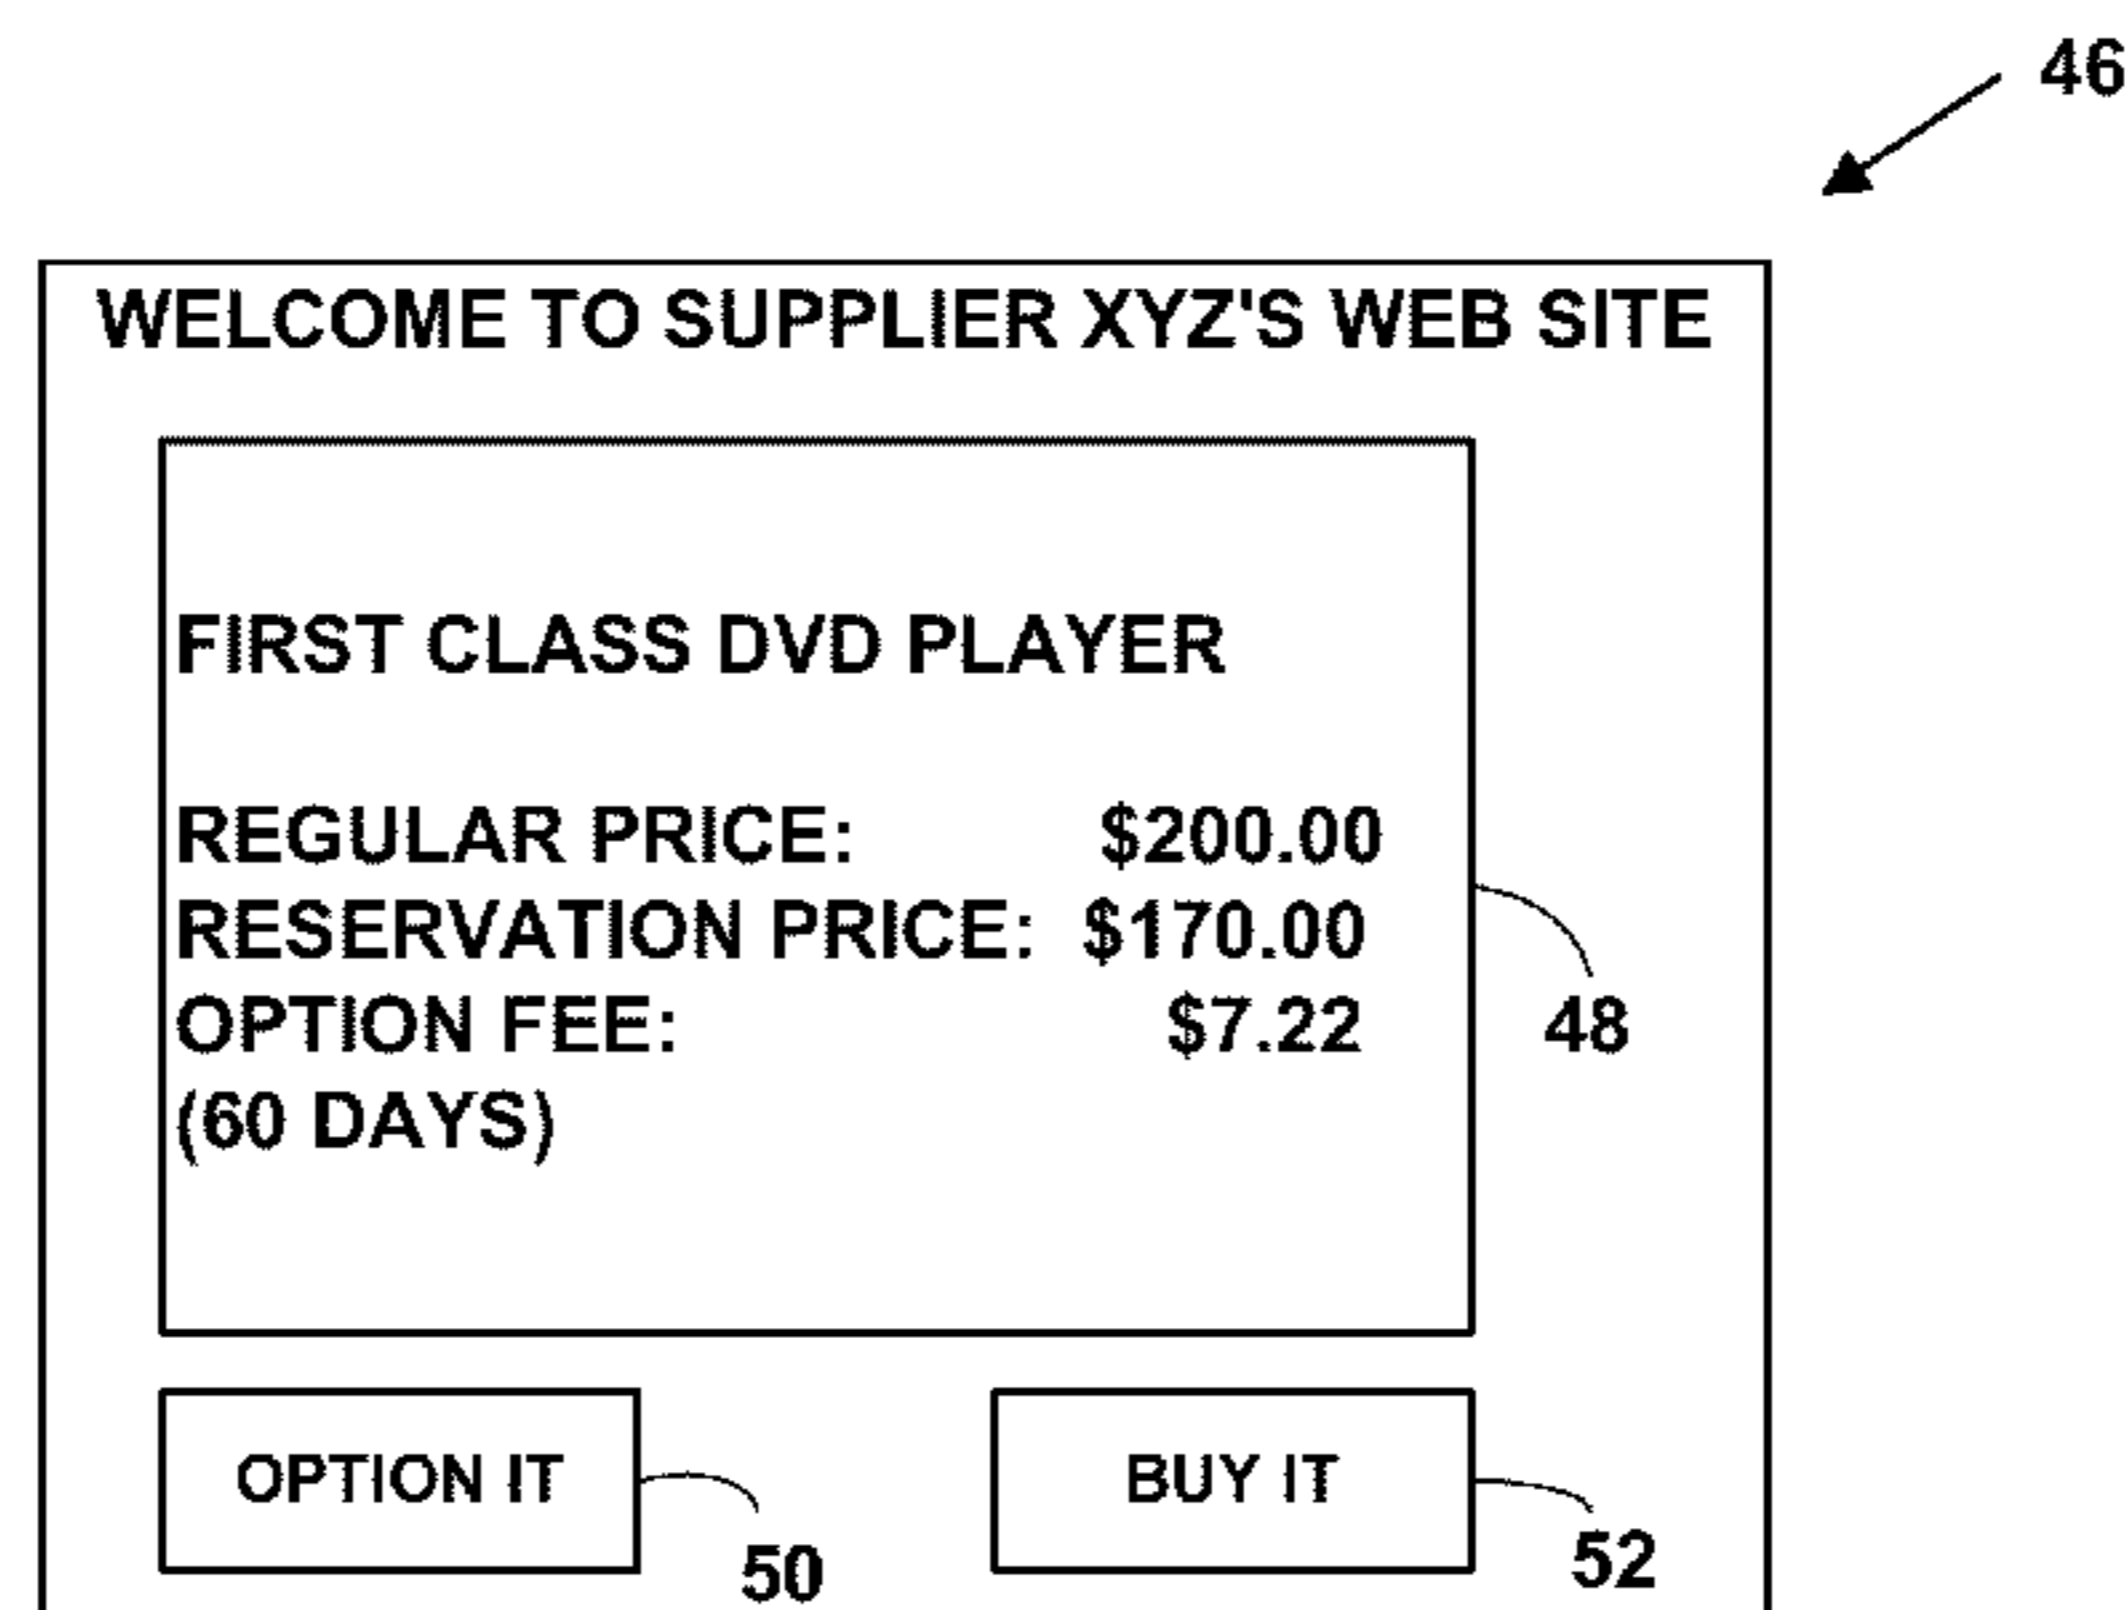 46
WELCOME TO SUPPLIER XYZ'S WEB SITE
FIRST CLASS DVD PLAYER
REGULAR PRICE: $200.00
RESERVATION PRICE: $170.00
OPTION FEE: $7.22
(60 DAYS)
48
OPTION IT
BUY IT
50
52